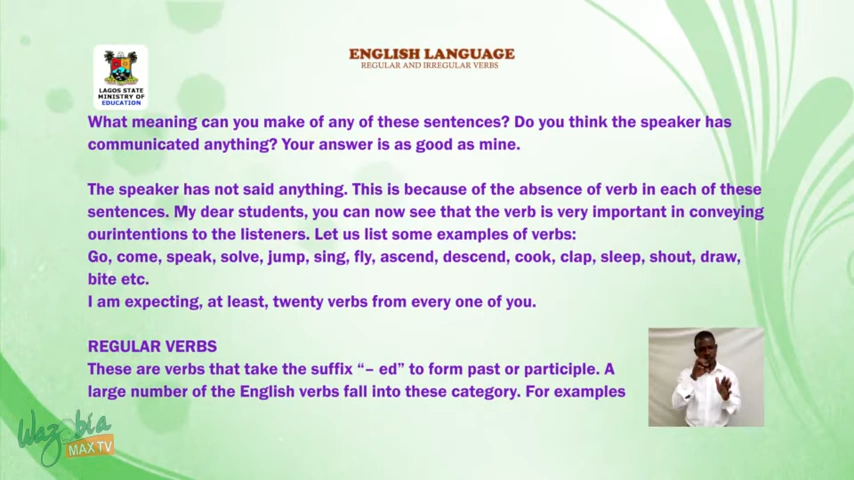 ENGLISH LANGUAGE
REGULAR AND IRREGULAR VERBS
LAGOS STATE
MINISTRY OF
EDUCATION
What meaning can you make of any of these sentences? Do you think the speaker has
communicated anything? Your answer is as good as mine.
The speaker has not said anything. This is because of the absence of verb in each of these
sentences. My dear students, you can now see that the verb is very important in conveying
ourintentions to the listeners. Let us list some examples of verbs:
Go, come, speak, solve, jump, sing, fly, ascend, descend, cook, clap, sleep, shout, draw,
bite etc.
I am expecting, at least, twenty verbs from every one of you.
REGULAR VERBS
These are verbs that take the suffix “– ed” to form past or participle. A
large number of the English verbs fall into these category. For examples
Wazobia
MAX TV